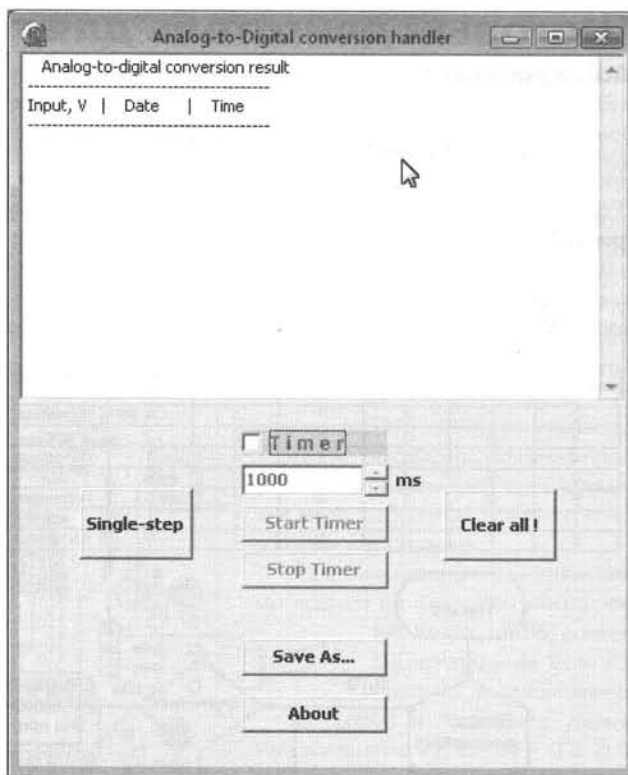 Analog-to-Digital conversion handler
Analog-to-digital conversion result
------------------------------------------------
Input, V | Date | Time
------------------------------------------------
Timer
1000 ms
Single-step
Start Timer
Clear all !
Stop Timer
Save As...
About